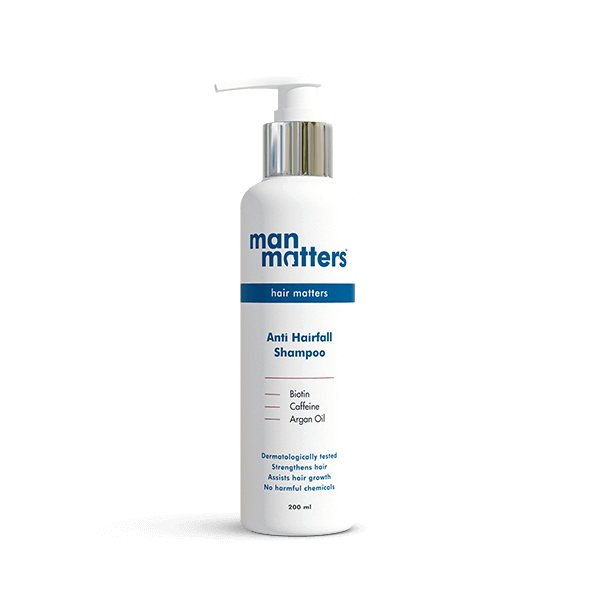 man
matters™
hair matters
Anti Hairfall
Shampoo
Biotin
Caffeine
Argan Oil
Dermatologically tested
Strengthens hair
Assists hair growth
No harmful chemicals
200 ml